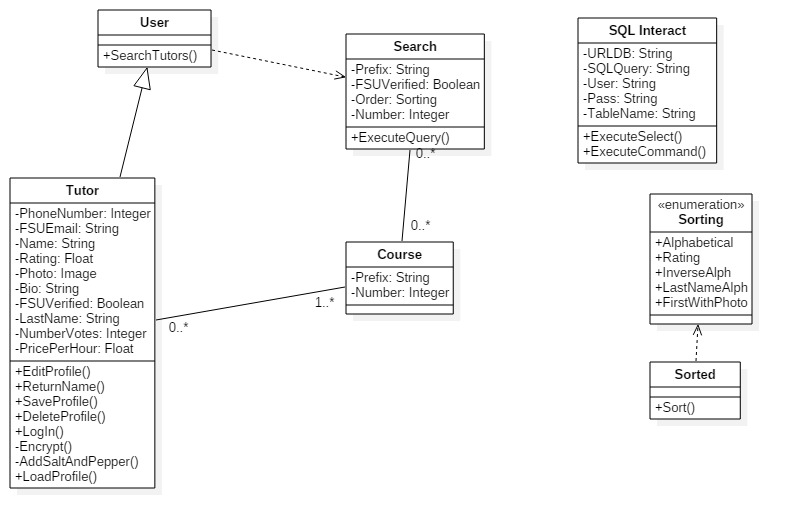 User
+SearchTutors()
Search
-Prefix: String
-FSUVerified: Boolean
-Order: Sorting
-Number: Integer
+ExecuteQuery()
0..*
0..*
Course
-Prefix: String
-Number: Integer
1..*
0..*
Tutor
-PhoneNumber: Integer
-FSUEmail: String
-Name: String
-Rating: Float
-Photo: Image
-Bio: String
-FSUVerified: Boolean
-LastName: String
-NumberVotes: Integer
-PricePerHour: Float
+EditProfile()
+ReturnName()
+SaveProfile()
+DeleteProfile()
+LogIn()
-Encrypt()
-AddSaltAndPepper()
+LoadProfile()
SQL Interact
-URLDB: String
-SQLQuery: String
-User: String
-Pass: String
-TableName: String
+ExecuteSelect()
+ExecuteCommand()
«enumeration»
Sorting
+Alphabetical
+Rating
+InverseAlph
+LastNameAlph
+FirstWithPhoto
Sorted
+Sort()